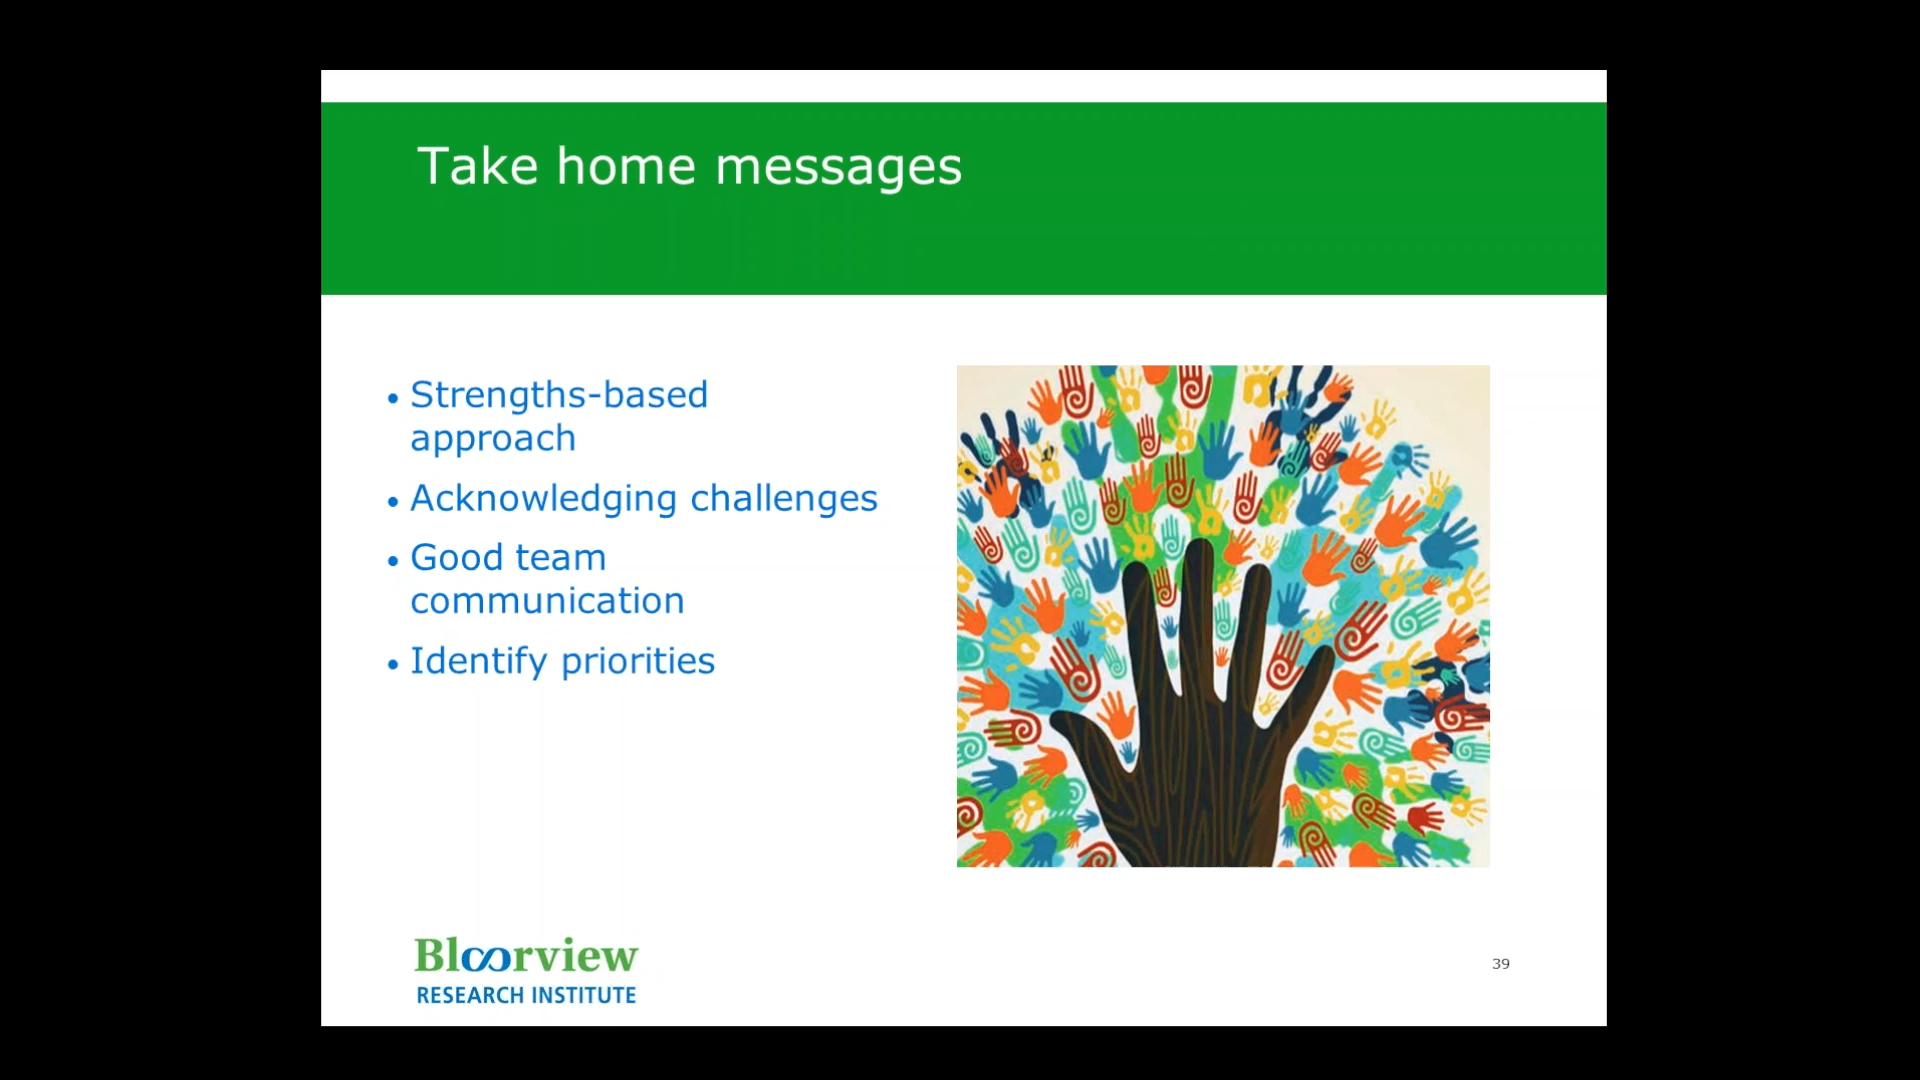 Take home messages
• Strengths-based
approach
• Acknowledging challenges
• Good team
communication
• Identify priorities
Bloorview
RESEARCH INSTITUTE
39